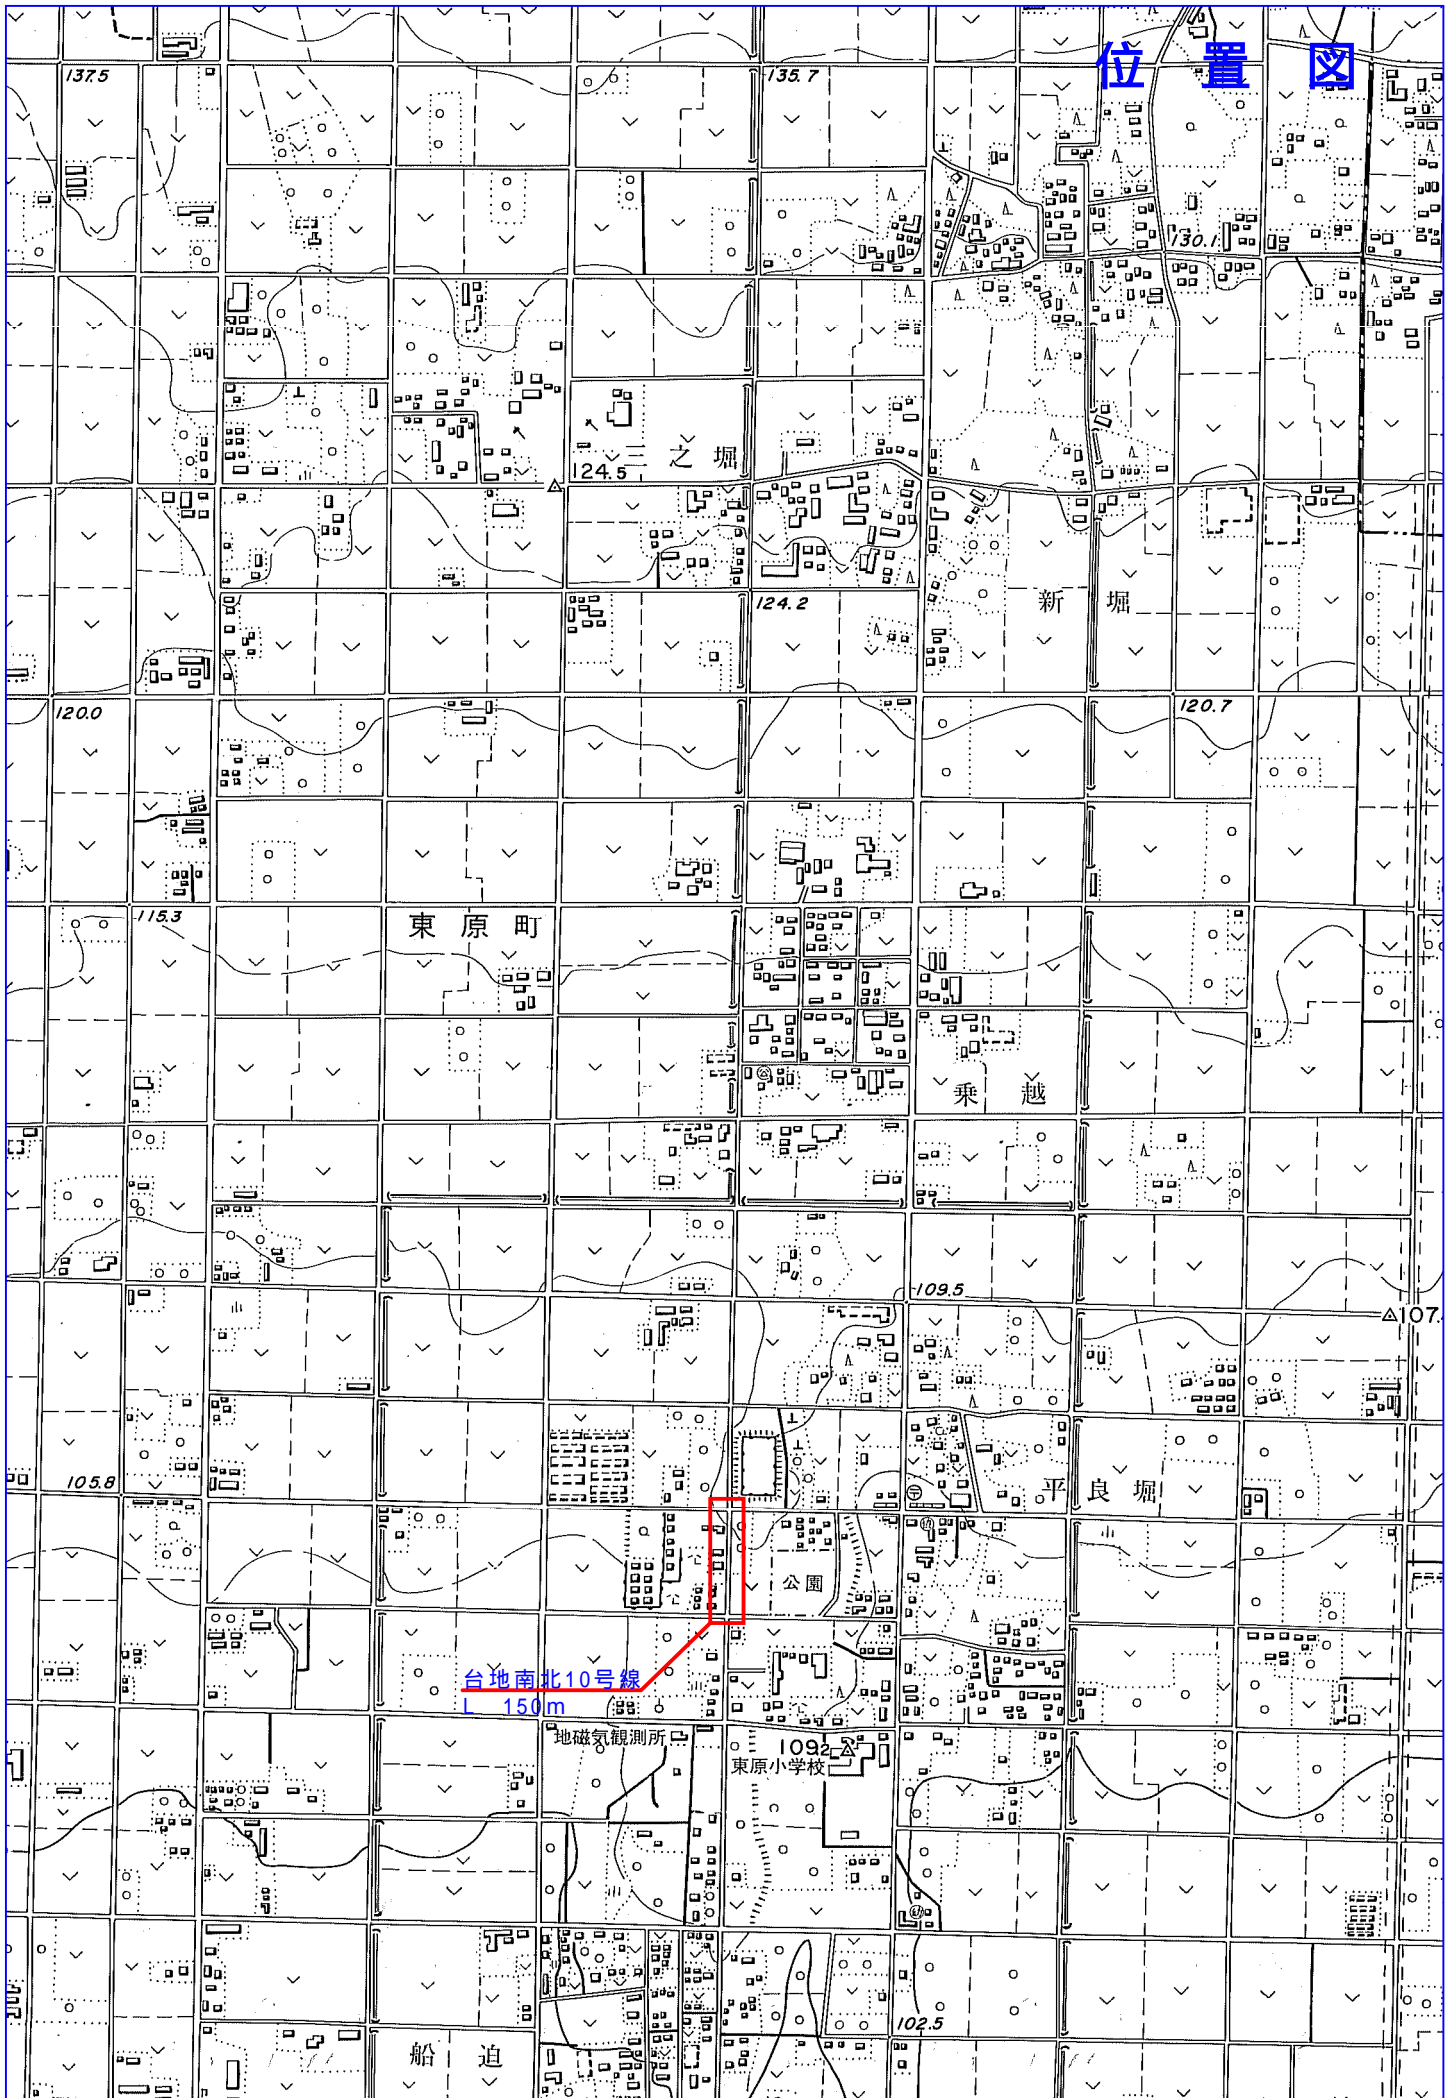 位置図
137.5
135.7
130.1
三之堀
124.5
124.2
新堀
120.0
120.7
115.3
東原町
乗越
109.5
107.
105.8
平良堀
公園
台地南北10号線
L 150m
地磁気観測所
109.2
東原小学校
102.5
船迫